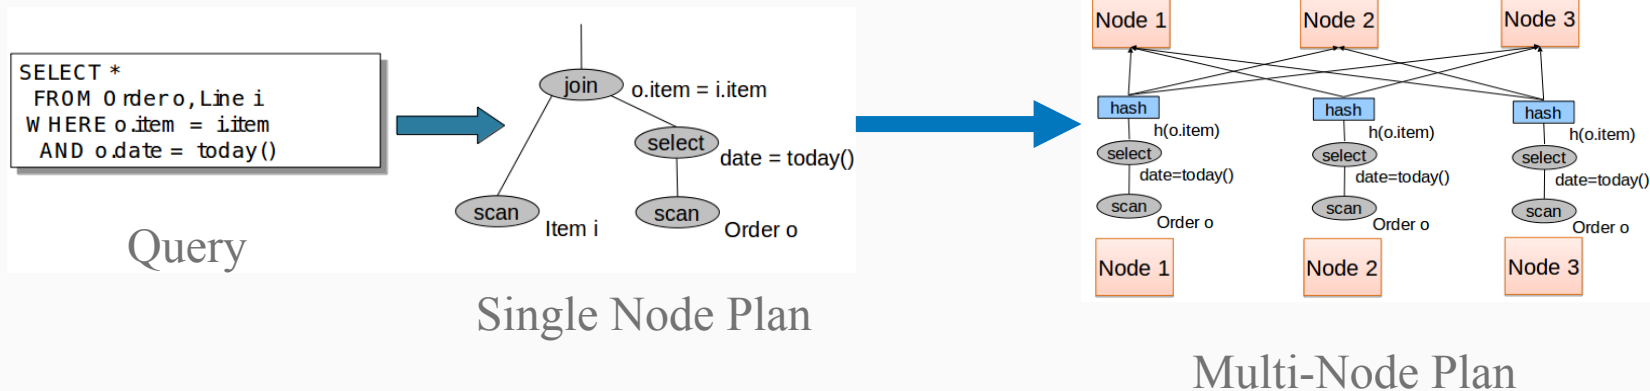 SELECT *
FROM Order o, Line i
WHERE o.item = i.item
AND o.date = today()
Query
join
o.item = i.item
select
date = today()
scan
Item i
scan
Order o
Single Node Plan
Node 1
Node 2
Node 3
hash
hash
hash
h(o.item)
h(o.item)
h(o.item)
select
select
select
date=today()
date=today()
date=today()
scan
scan
scan
Order o
Order o
Order o
Node 1
Node 2
Node 3
Multi-Node Plan